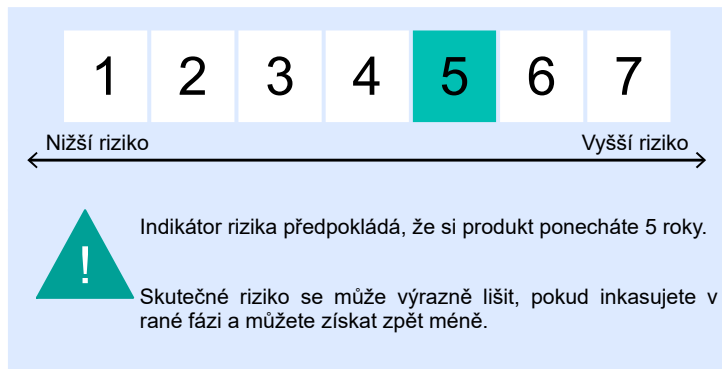 1 2 3 4 5 6 7
Nižší riziko Vyšší riziko
!
Indikátor rizika předpokládá, že si produkt ponecháte 5 roky.
Skutečné riziko se může výrazně lišit, pokud inkasujete v
rané fázi a můžete získat zpět méně.